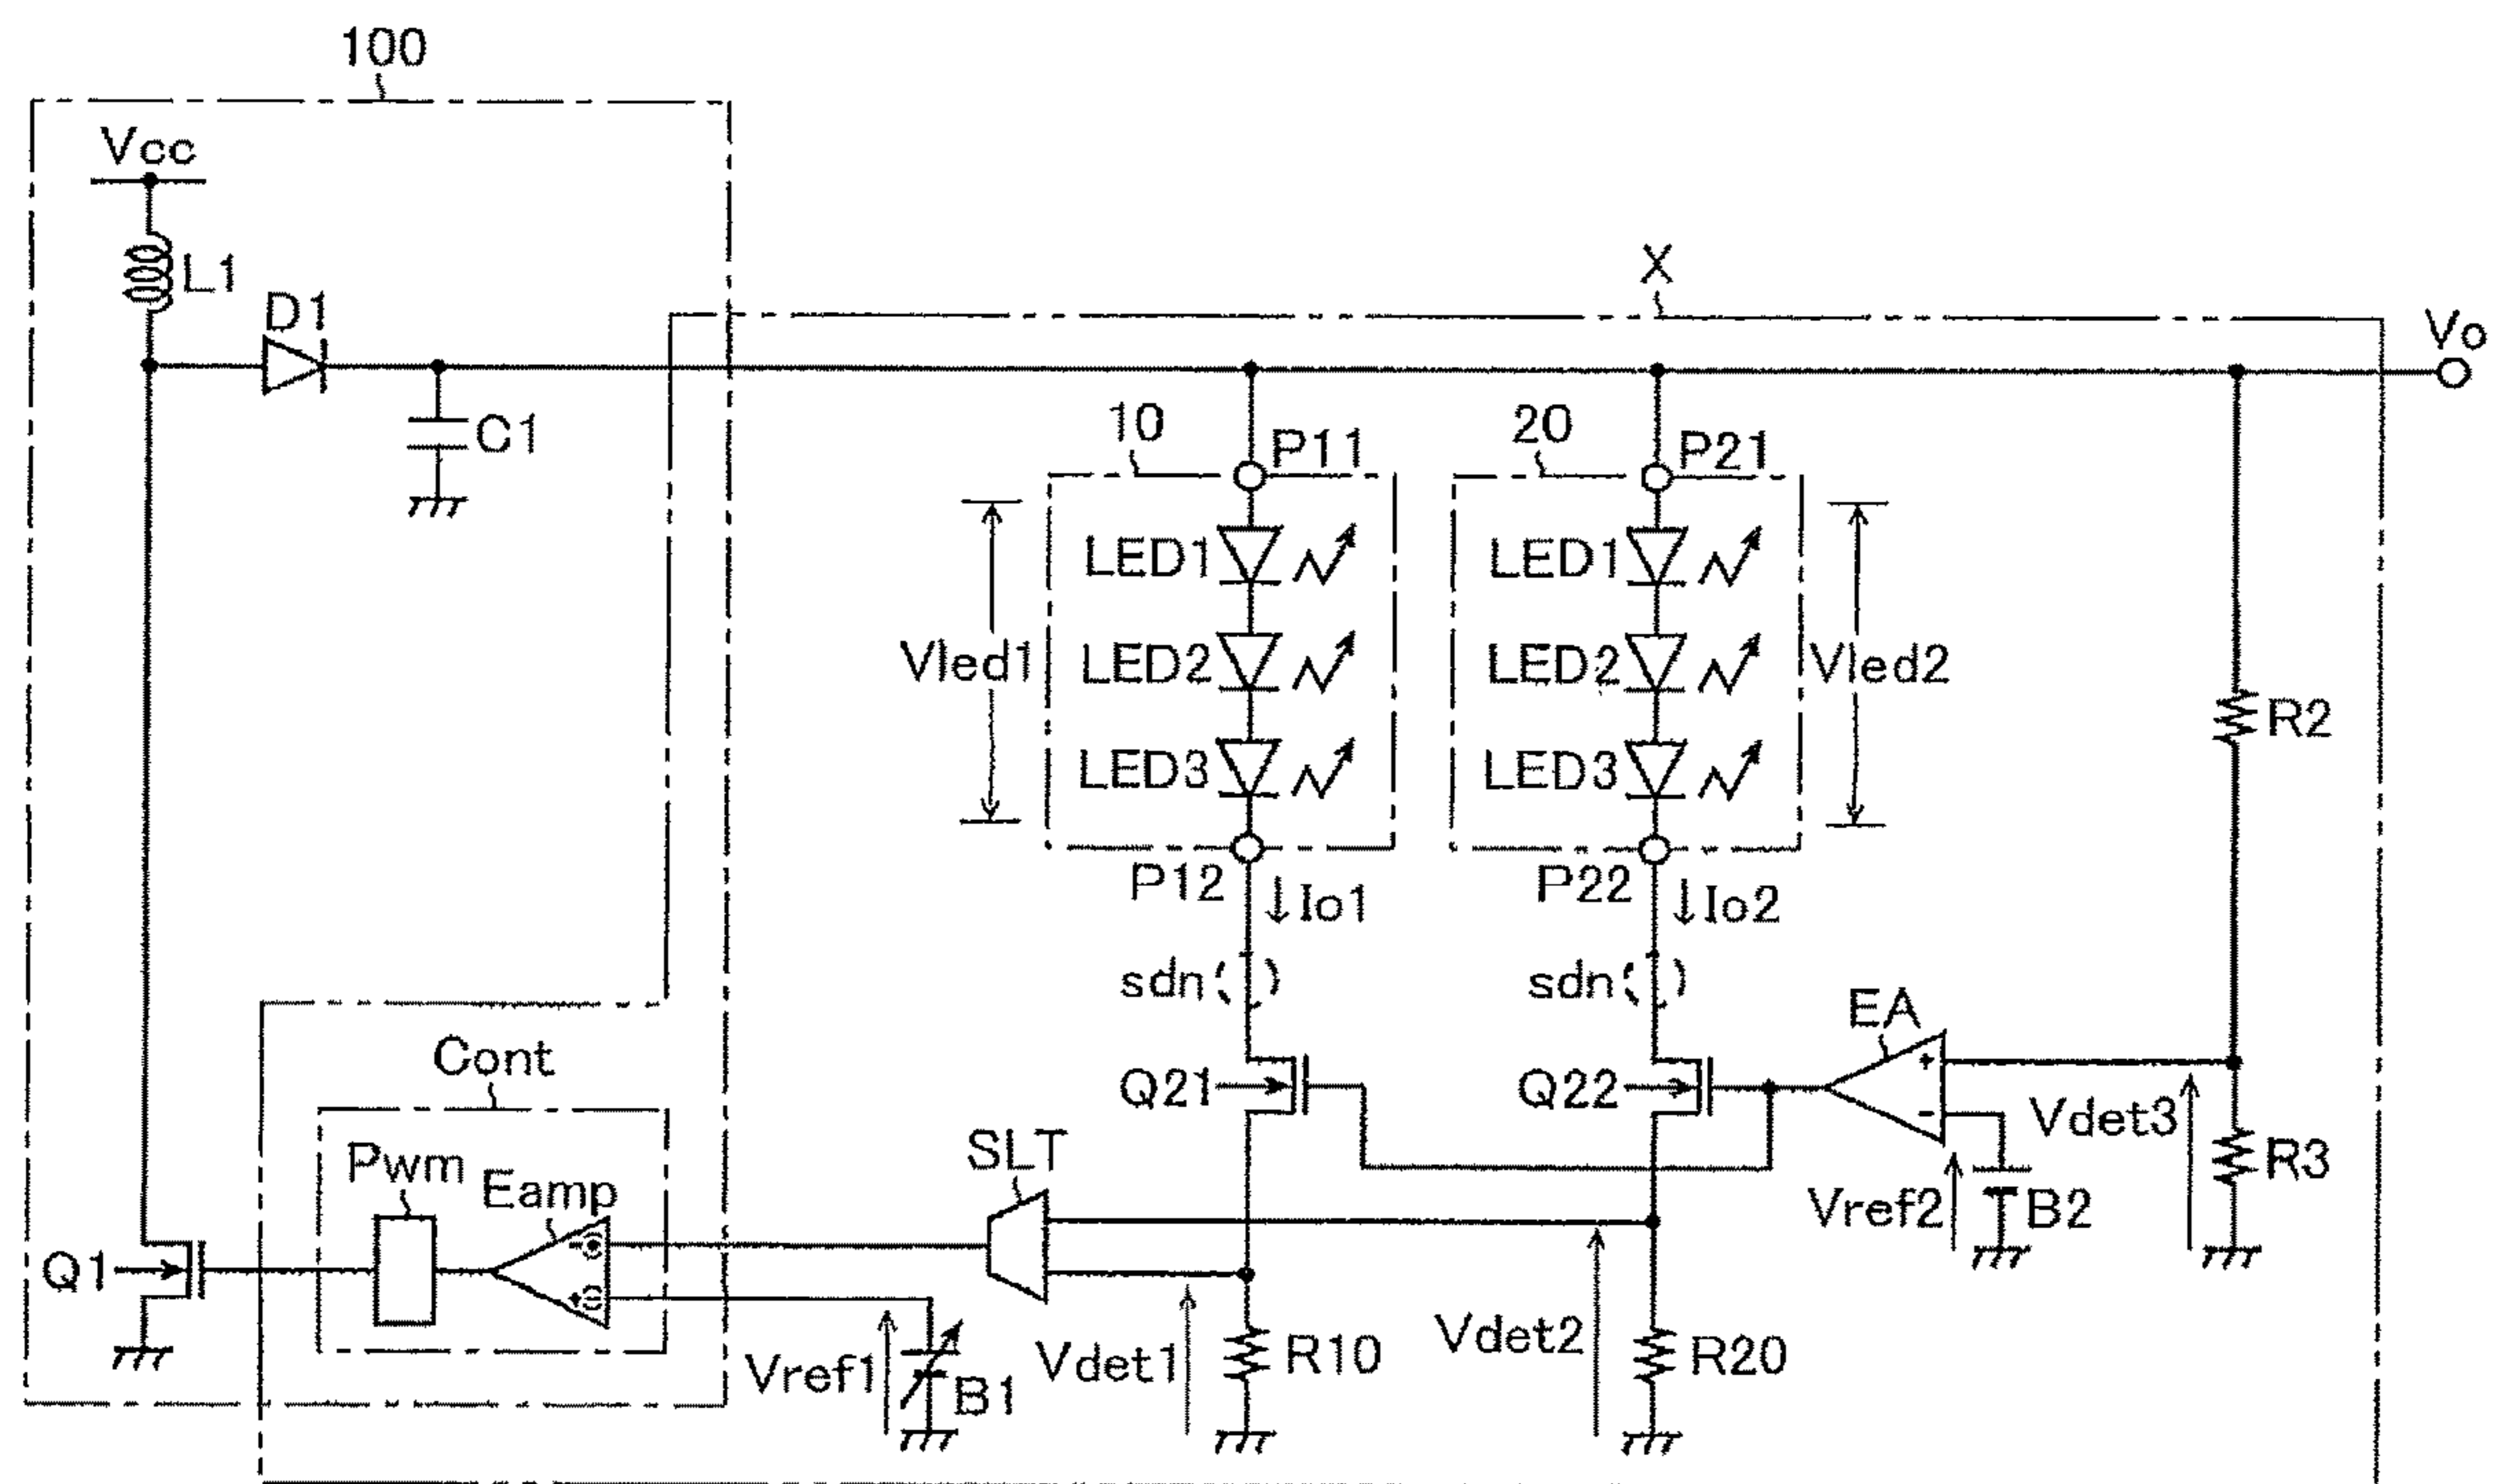 100
Vcc
L1
D1
C1
X
Vo
10
P11
20
P21
LED1
LED2
LED3
Vled1
LED1
LED2
LED3
Vled2
R2
P12
Io1
P22
Io2
sdn
sdn
EA
+
-
Q21
Q22
Vdet3
R3
Vref2
B2
Cont
Pwm
Eamp
-
+
SLT
Q1
Vref1
B1
Vdet1
R10
Vdet2
R20